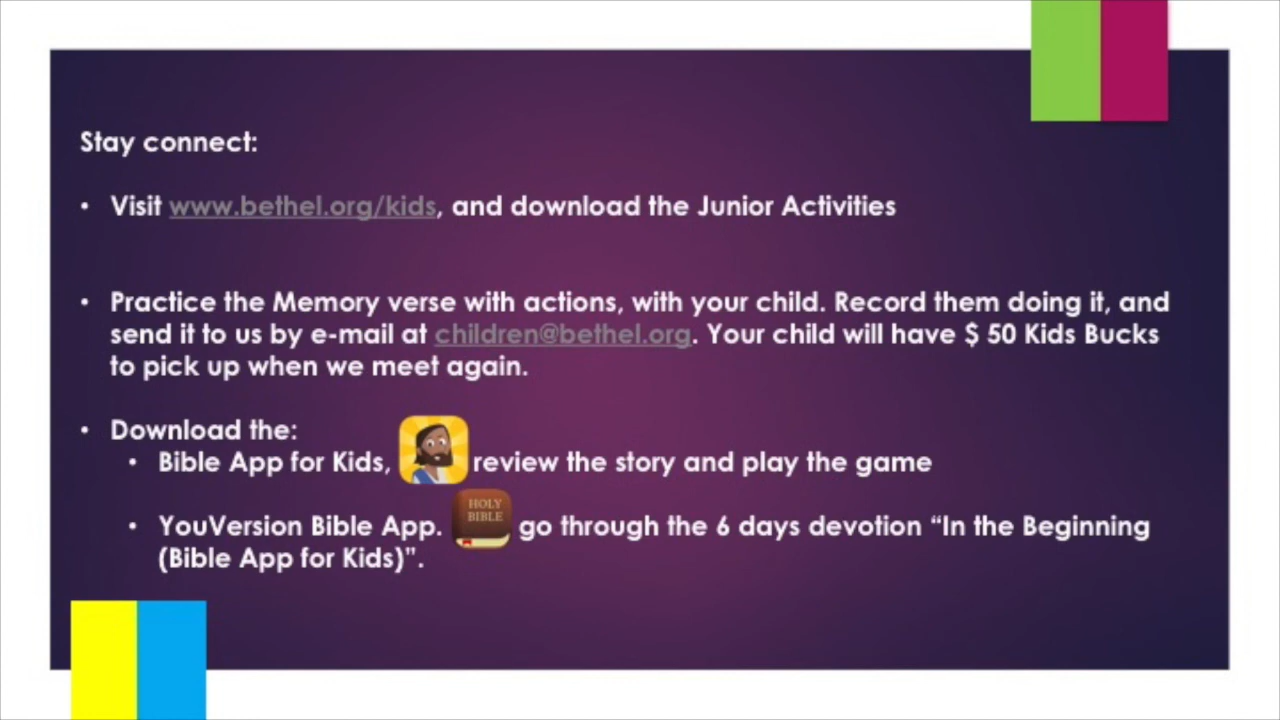 Stay connect:
• Visit www.bethel.org/kids, and download the Junior Activities
• Practice the Memory verse with actions, with your child. Record them doing it, and
send it to us by e-mail at children@bethel.org. Your child will have $ 50 Kids Bucks
to pick up when we meet again.
• Download the:
• Bible App for Kids, review the story and play the game
HOLY
BIBLE
• YouVersion Bible App. go through the 6 days devotion “In the Beginning
(Bible App for Kids)”.